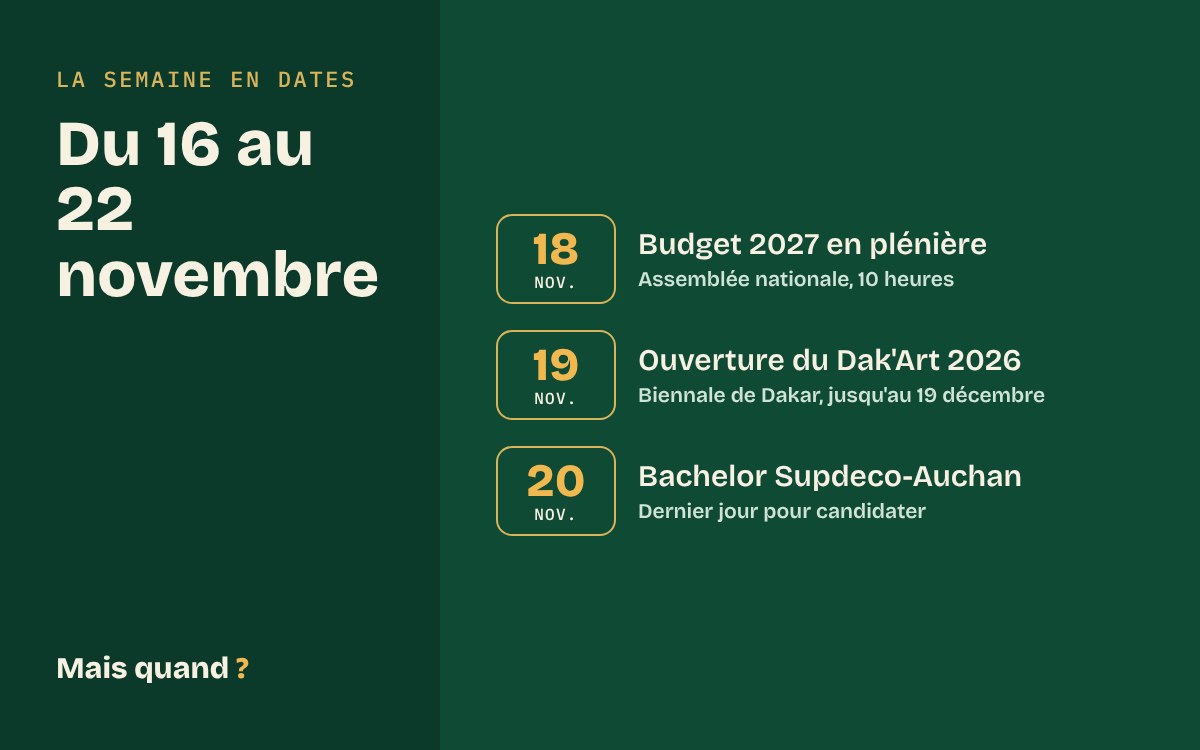 LA SEMAINE EN DATES
Du 16 au
22
novembre
18
NOV.
Budget 2027 en plénière
Assemblée nationale, 10 heures
19
NOV.
Ouverture du Dak'Art 2026
Biennale de Dakar, jusqu'au 19 décembre
20
NOV.
Bachelor Supdeco-Auchan
Dernier jour pour candidater
Mais quand ?